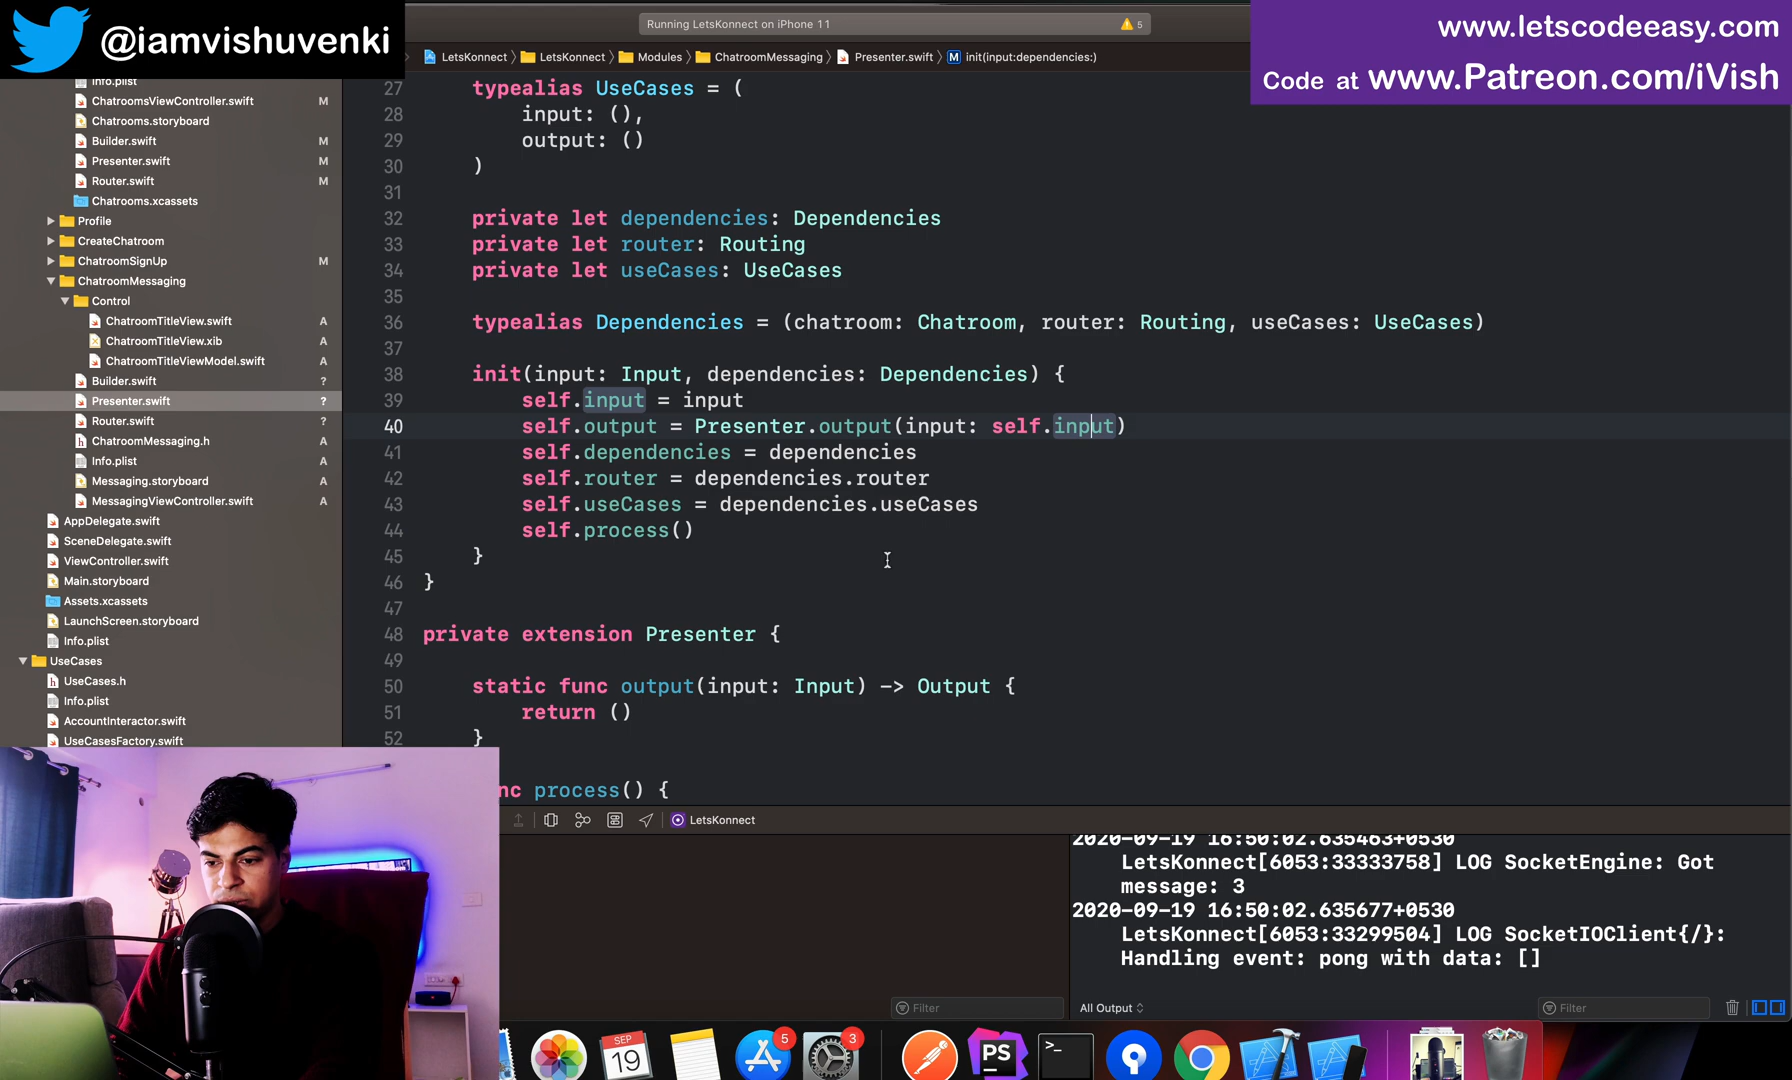 @iamvishuvenki
Running LetsKonnect on iPhone 11
5
www.letscodeeasy.com
Code at www.Patreon.com/iVish
LetsKonnect
LetsKonnect
Modules
ChatroomMessaging
Presenter.swift
M
init(input:dependencies:)
Info.plist
ChatroomsViewController.swift M
Chatrooms.storyboard
Builder.swift M
Presenter.swift M
Router.swift M
Chatrooms.xcassets
Profile
CreateChatroom
ChatroomSignUp M
ChatroomMessaging
Control
ChatroomTitleView.swift A
ChatroomTitleView.xib A
ChatroomTitleViewModel.swift A
Builder.swift ?
Presenter.swift ?
Router.swift ?
ChatroomMessaging.h A
Info.plist A
Messaging.storyboard A
MessagingViewController.swift A
AppDelegate.swift
SceneDelegate.swift
ViewController.swift
Main.storyboard
Assets.xcassets
LaunchScreen.storyboard
Info.plist
UseCases
UseCases.h
Info.plist
AccountInteractor.swift
UseCasesFactory.swift
27 typealias UseCases = (
28 input: (),
29 output: ()
30 )
31
32 private let dependencies: Dependencies
33 private let router: Routing
34 private let useCases: UseCases
35
36 typealias Dependencies = (chatroom: Chatroom, router: Routing, useCases: UseCases)
37
38 init(input: Input, dependencies: Dependencies) {
39 self.input = input
40 self.output = Presenter.output(input: self.input)
41 self.dependencies = dependencies
42 self.router = dependencies.router
43 self.useCases = dependencies.useCases
44 self.process()
45 }
46 }
47
48 private extension Presenter {
49
50 static func output(input: Input) -> Output {
51 return ()
52 }
nc process() {
LetsKonnect
2020-09-19 16:50:02.635463+0530
LetsKonnect[6053:33333758] LOG SocketEngine: Got
message: 3
2020-09-19 16:50:02.635677+0530
LetsKonnect[6053:33299504] LOG SocketIOClient{/}:
Handling event: pong with data: []
Filter
All Output
Filter
SEP
19
5
3
PS
>_